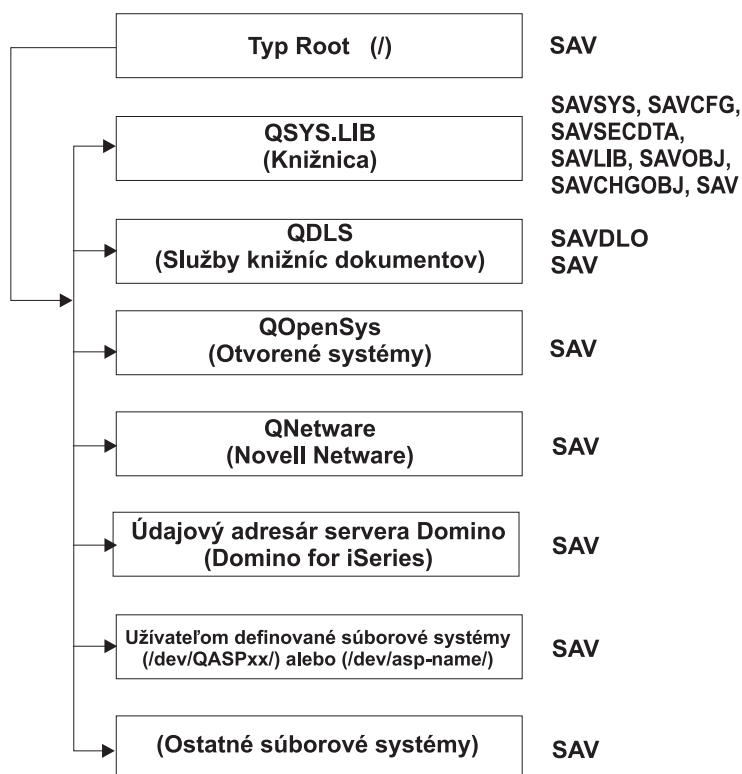 Typ Root (/)
SAV
QSYS.LIB
(Knižnica)
SAVSYS, SAVCFG,
SAVSECDTA,
SAVLIB, SAVOBJ,
SAVCHGOBJ, SAV
QDLS
(Služby knižníc dokumentov)
SAVDLO
SAV
QOpenSys
(Otvorené systémy)
SAV
QNetware
(Novell Netware)
SAV
Údajový adresár servera Domino
(Domino for iSeries)
SAV
Užívateľom definované súborové systémy
(/dev/QASPxx/) alebo (/dev/asp-name/)
SAV
(Ostatné súborové systémy)
SAV